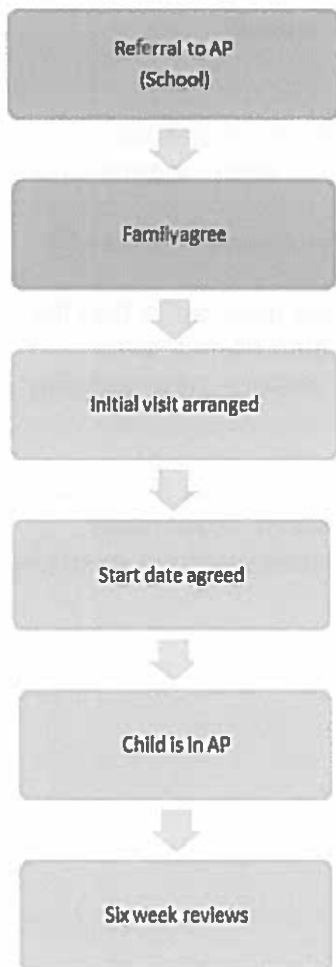 Referral to AP
(School)
Familyagree
Initial visit arranged
Start date agreed
Child is in AP
Six week reviews